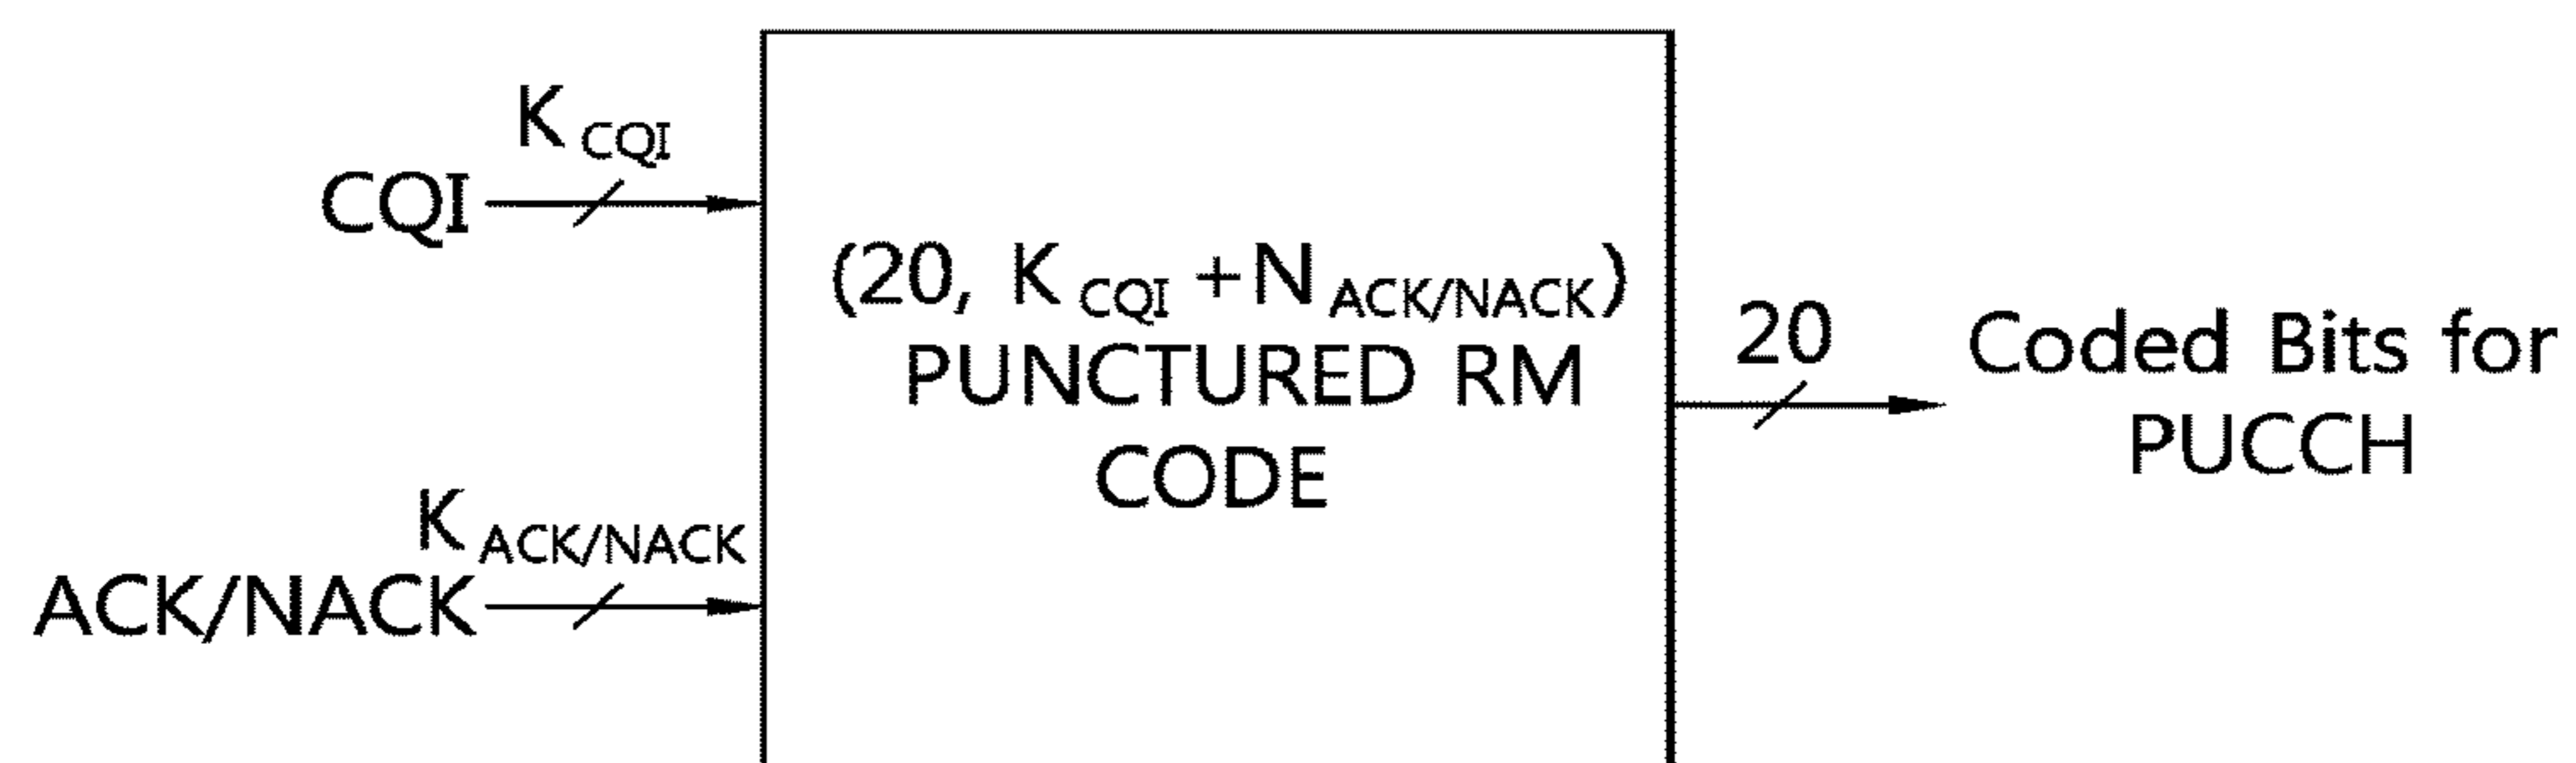 K CQI
CQI
(20, K CQI +N ACK/NACK)
PUNCTURED RM
CODE
20
Coded Bits for
PUCCH
K ACK/NACK
ACK/NACK